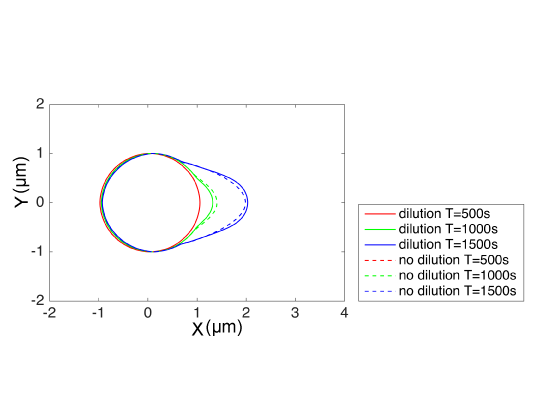 2
1
0
-1
-2
Y(μm)
-2 -1 0 1 2 3 4
X(μm)
dilution T=500s
dilution T=1000s
dilution T=1500s
no dilution T=500s
no dilution T=1000s
no dilution T=1500s